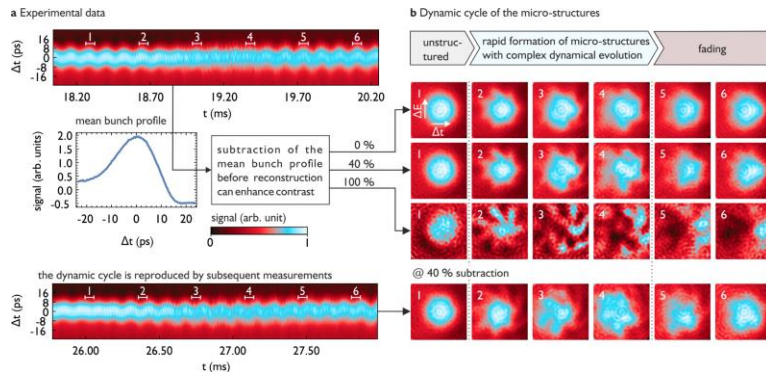 a Experimental data
Δt (ps)
16
8
0
-8
-16
1 2 3 4 5 6
18.20 18.70 19.20 19.70 20.20
t (ms)
mean bunch profile
signal (arb. units)
2.0
1.5
1.0
0.5
0.0
-0.5
-20 -10 0 10 20
Δt (ps)
subtraction of the
mean bunch profile
before reconstruction
can enhance contrast
0 %
40 %
100 %
signal (arb. unit)
0 1
the dynamic cycle is reproduced by subsequent measurements
Δt (ps)
16
8
0
-8
-16
1 2 3 4 5 6
26.00 26.50 27.00 27.50
t (ms)
b Dynamic cycle of the micro-structures
unstruc-
tured
rapid formation of micro-structures
with complex dynamical evolution
fading
1 2 3 4 5 6
ΔE
Δt
1 2 3 4 5 6
1 2 3 4 5 6
@ 40 % subtraction
1 2 3 4 5 6